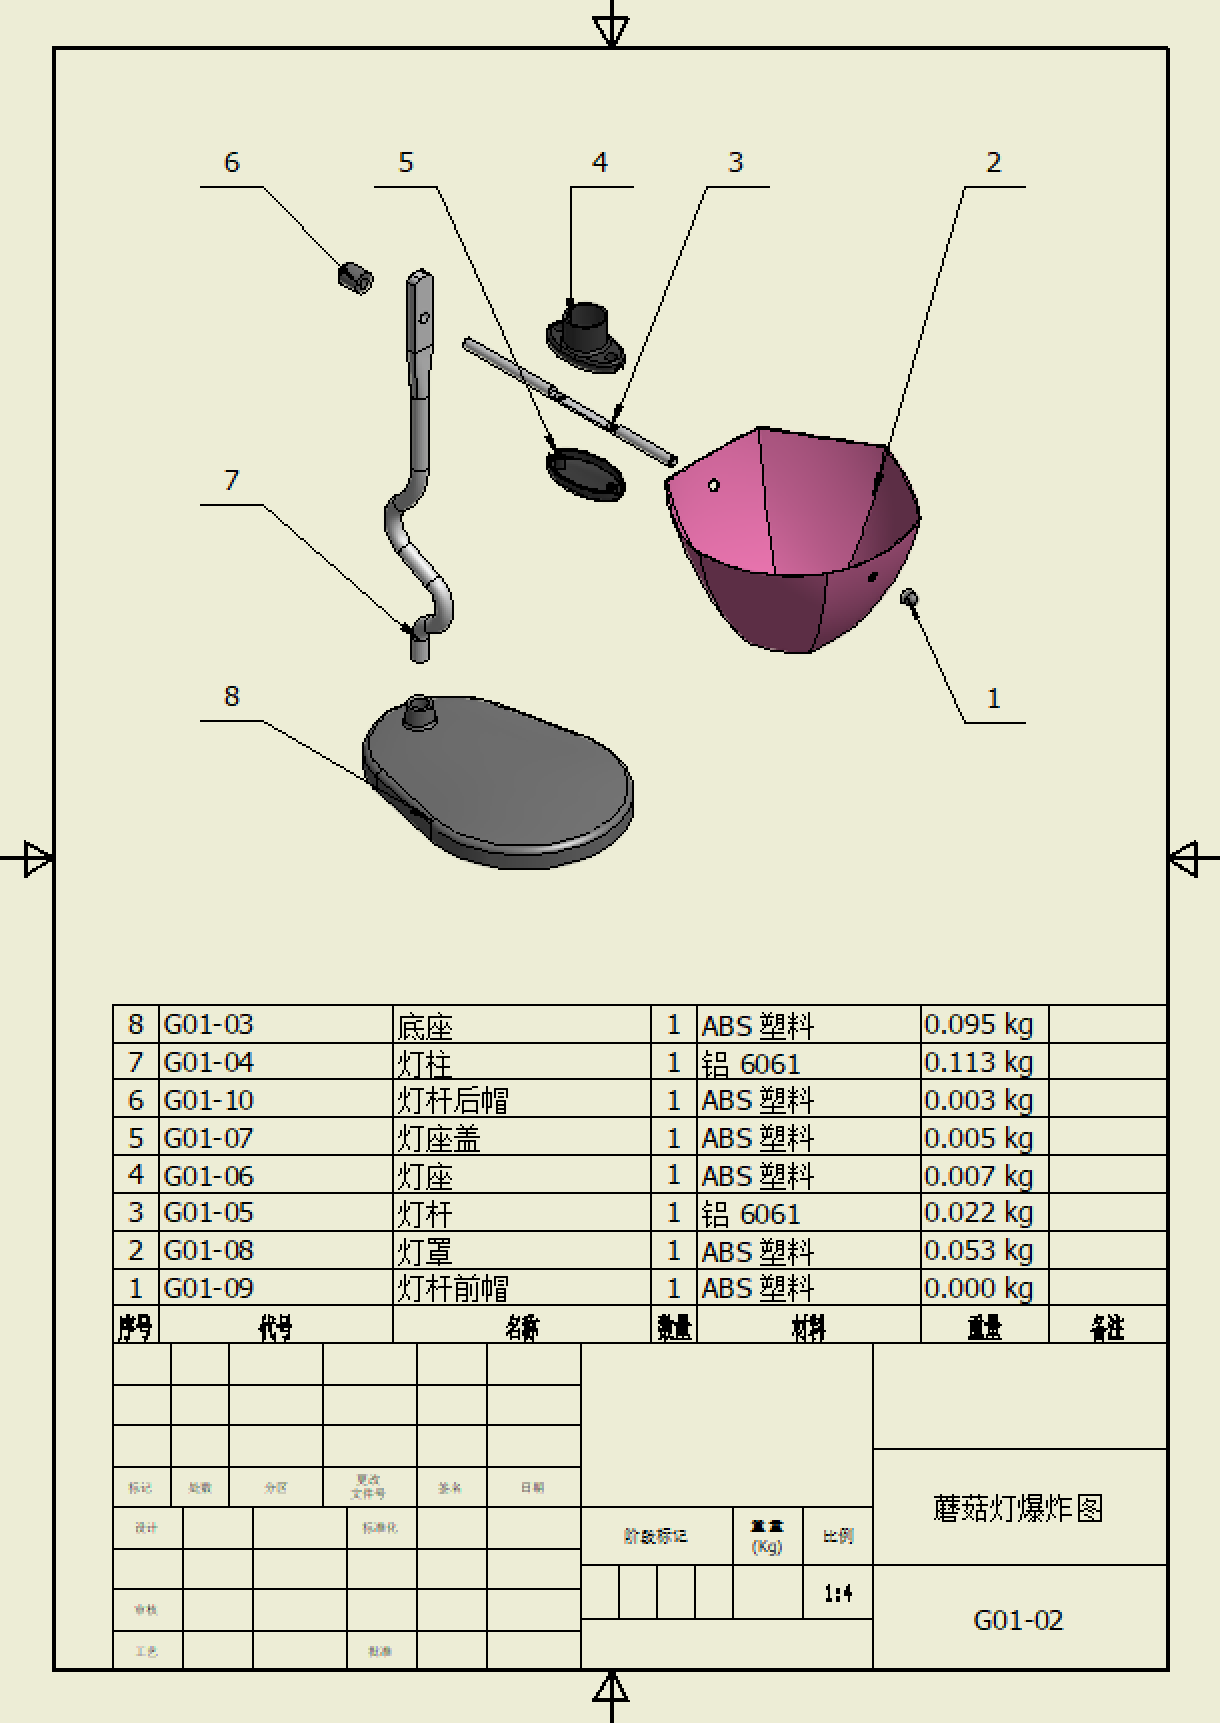 6 5 4 3 2
7
8 1
8 G01-03 底座 1 ABS 塑料 0.095 kg
7 G01-04 灯柱 1 铝 6061 0.113 kg
6 G01-10 灯杆后帽 1 ABS 塑料 0.003 kg
5 G01-07 灯座盖 1 ABS 塑料 0.005 kg
4 G01-06 灯座 1 ABS 塑料 0.007 kg
3 G01-05 灯杆 1 铝 6061 0.022 kg
2 G01-08 灯罩 1 ABS 塑料 0.053 kg
1 G01-09 灯杆前帽 1 ABS 塑料 0.000 kg
序号 代号 名称 数量 材料 重量 备注
标记 处数 分区 更改 文件号 签名 日期
设计 标准化
审核
工艺 批准
阶段标记 重量 (Kg) 比例
1:4
蘑菇灯爆炸图
G01-02